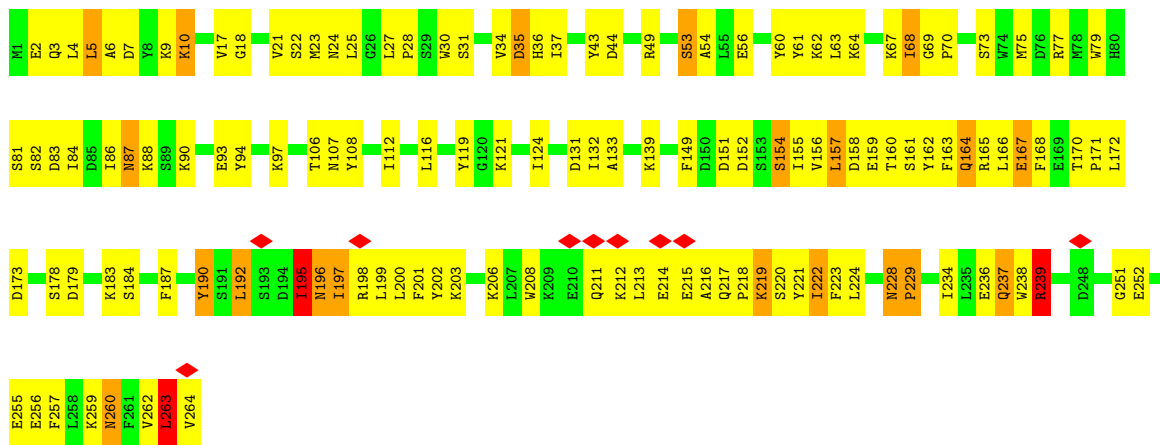 M1 E2 Q3 L4 L5 A6 D7 Y8 K9 K10 V17 G18 V21 S22 M23 N24 L25 G26 L27 P28 S29 W30 S31 V34 D35 H36 I37 Y43 D44 R49 S53 A54 L55 E56 Y60 Y61 K62 L63 K64 K67 I68 G69 P70 S73 W74 M75 D76 R77 M78 W79 H80
S81 S82 D83 I84 D85 I86 N87 K88 S89 K90 E93 Y94 K97 T106 N107 Y108 I112 L116 Y119 G120 K121 I124 D131 I132 A133 K139 F149 D150 D151 D152 S153 S154 I155 V156 L157 D158 E159 T160 S161 Y162 F163 Q164 R165 L166 E167 F168 E169 T170 P171 L172
D173 S178 D179 K183 S184 F187 Y190 S191 L192 S193 D194 I195 N196 I197 R198 L199 L200 F201 Y202 K203 K206 L207 W208 K209 E210 Q211 K212 L213 E214 E215 A216 Q217 P218 K219 S220 Y221 I222 F223 L224 N228 P229 I234 L235 E236 Q237 W238 R239 D248 G251 E252
E255 E256 F257 L258 K259 N260 F261 V262 L263 V264